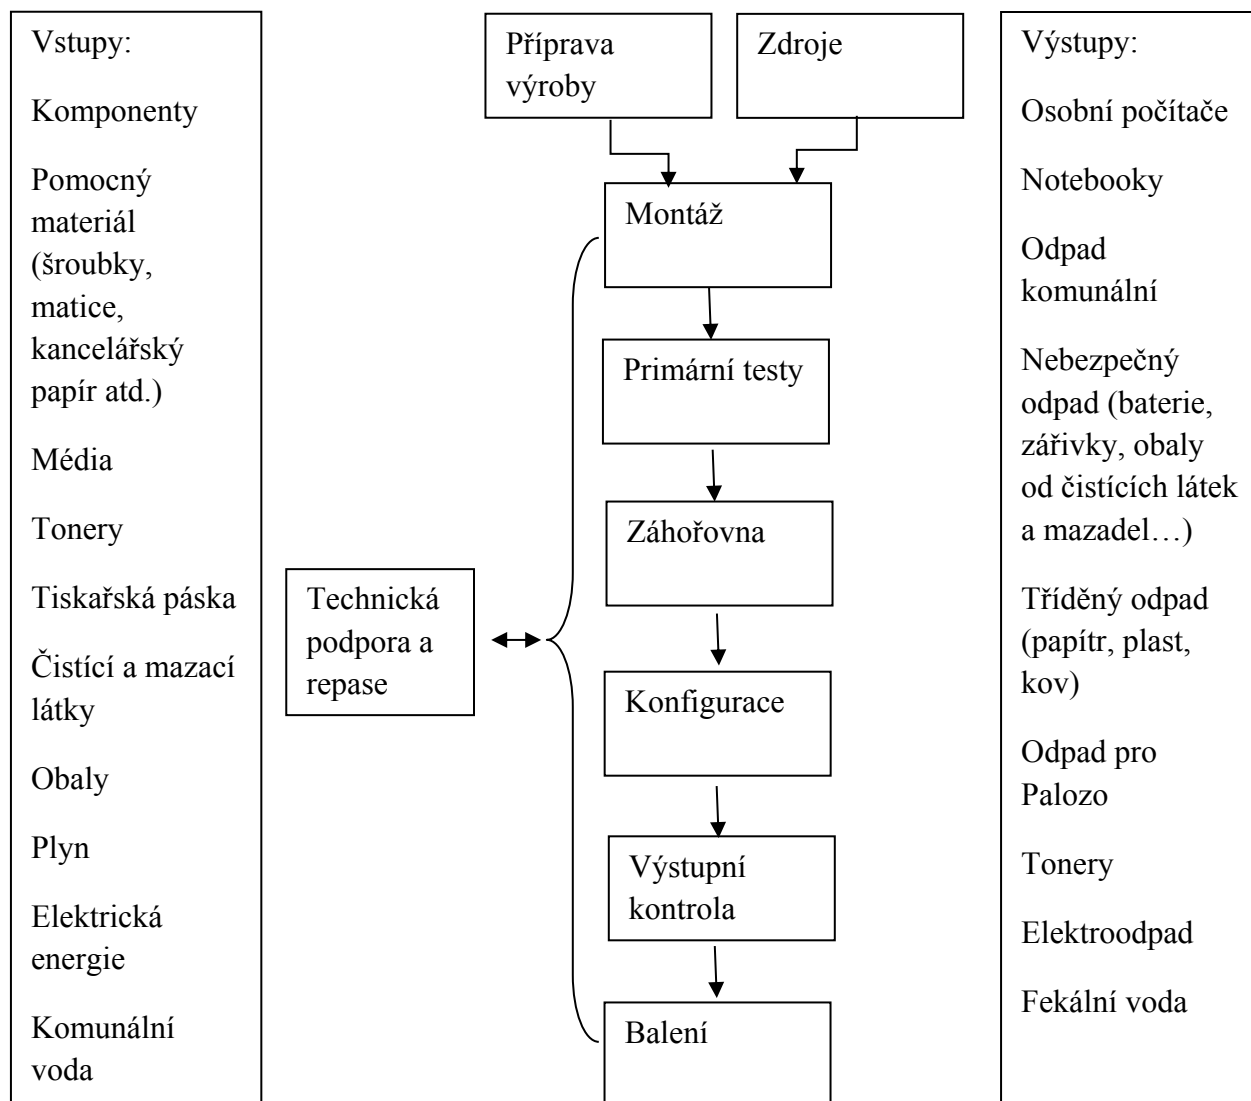 Vstupy:
Komponenty
Pomocný
materiál
(šroubky,
matice,
kancelářský
papír atd.)
Média
Tonery
Tiskařská páska
Čistící a mazací
látky
Obaly
Plyn
Elektrická
energie
Komunální
voda
Technická
podpora a
repase
Příprava
výroby
Zdroje
Montáž
Primární testy
Záhořovna
Konfigurace
Výstupní
kontrola
Balení
Výstupy:
Osobní počítače
Notebooky
Odpad
komunální
Nebezpečný
odpad (baterie,
zářivky, obaly
od čistících látek
a mazadel…)
Tříděný odpad
(papítr, plast,
kov)
Odpad pro
Palozo
Tonery
Elektroodpad
Fekální voda